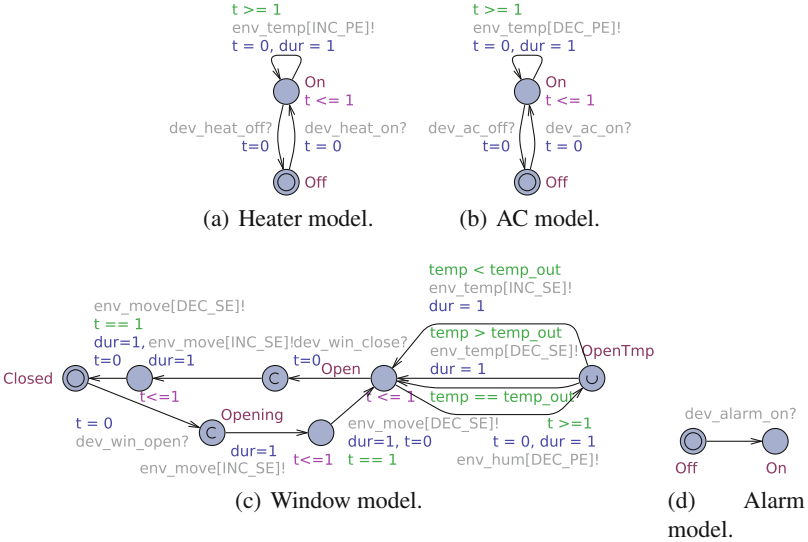 t >= 1
env_temp[INC_PE]!
t = 0, dur = 1
On
t <= 1
dev_heat_off?
t=0
dev_heat_on?
t = 0
Off
(a) Heater model.
t >= 1
env_temp[DEC_PE]!
t = 0, dur = 1
On
t <= 1
dev_ac_off?
t=0
dev_ac_on?
t = 0
Off
(b) AC model.
temp < temp_out
env_temp[INC_SE]!
dur = 1
temp > temp_out
env_temp[DEC_SE]!
dur = 1
OpenTmp
temp == temp_out
env_move[DEC_SE]!
t == 1
dur=1,
t=0
env_move[INC_SE]!
dur=1
dev_win_close?
t=0
Open
t <= 1
Closed
C
t<=1
t = 0
dev_win_open?
Opening
C
dur=1
env_move[INC_SE]!
t<=1
env_move[DEC_SE]!
dur=1, t=0
t == 1
t >=1
t = 0, dur = 1
env_hum[DEC_PE]!
(c) Window model.
dev_alarm_on?
Off
On
(d) Alarm
model.